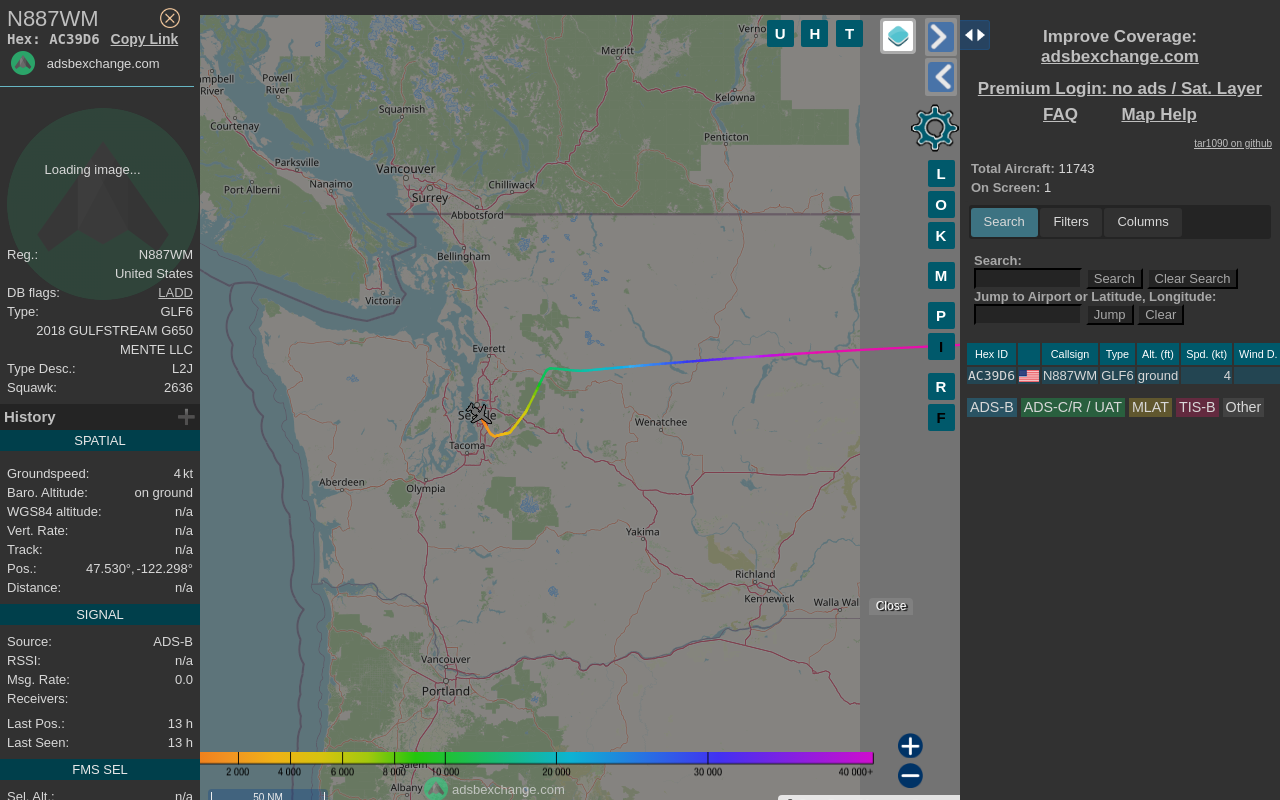 N887WM
Hex: AC39D6 Copy Link
adsbexchange.com
Loading image...
Reg.: N887WM
United States
DB flags: LADD
Type: GLF6
2018 GULFSTREAM G650
MENTE LLC
Type Desc.: L2J
Squawk: 2636
History
SPATIAL
Groundspeed: 4 kt
Baro. Altitude: on ground
WGS84 altitude: n/a
Vert. Rate: n/a
Track: n/a
Pos.: 47.530°, -122.298°
Distance: n/a
SIGNAL
Source: ADS-B
RSSI: n/a
Msg. Rate: 0.0
Receivers:
Last Pos.: 13 h
Last Seen: 13 h
FMS SEL
Sel. Alt.: n/a
U H T
Verno
Merritt
mpbell
River
Powell
River
Kelowna
Squamish
Courtenay
Penticton
Parksville
Vancouver
Nanaimo
Port Alberni
Chilliwack
Surrey
Abbotsford
Bellingham
Victoria
Everett
Wenatchee
Tacoma
Aberdeen
Olympia
Yakima
Richland
Kennewick
Walla Wal
Vancouver
Portland
Salem
Albany
L
O
K
M
P
I
R
F
Close
2 000 4 000 6 000 8 000 10 000 20 000 30 000 40 000+
adsbexchange.com
50 NM
Improve Coverage:
adsbexchange.com
Premium Login: no ads / Sat. Layer
FAQ Map Help
tar1090 on github
Total Aircraft: 11743
On Screen: 1
Search Filters Columns
Search:
Search Clear Search
Jump to Airport or Latitude, Longitude:
Jump Clear
Hex ID Callsign Type Alt. (ft) Spd. (kt) Wind D.
AC39D6 N887WM GLF6 ground 4
ADS-B ADS-C/R / UAT MLAT TIS-B Other